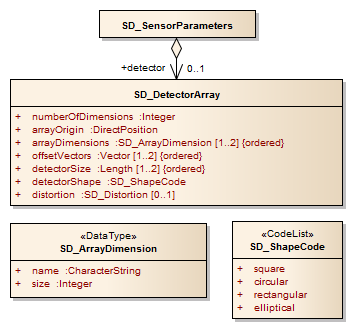 SD_SensorParameters
+detector 0..1
SD_DetectorArray
+ numberOfDimensions :Integer
+ arrayOrigin :DirectPosition
+ arrayDimensions :SD_ArrayDimension [1..2] {ordered}
+ offsetVectors :Vector [1..2] {ordered}
+ detectorSize :Length [1..2] {ordered}
+ detectorShape :SD_ShapeCode
+ distortion :SD_Distortion [0..1]
«DataType»
SD_ArrayDimension
+ name :CharacterString
+ size :Integer
«CodeList»
SD_ShapeCode
+ square
+ circular
+ rectangular
+ elliptical